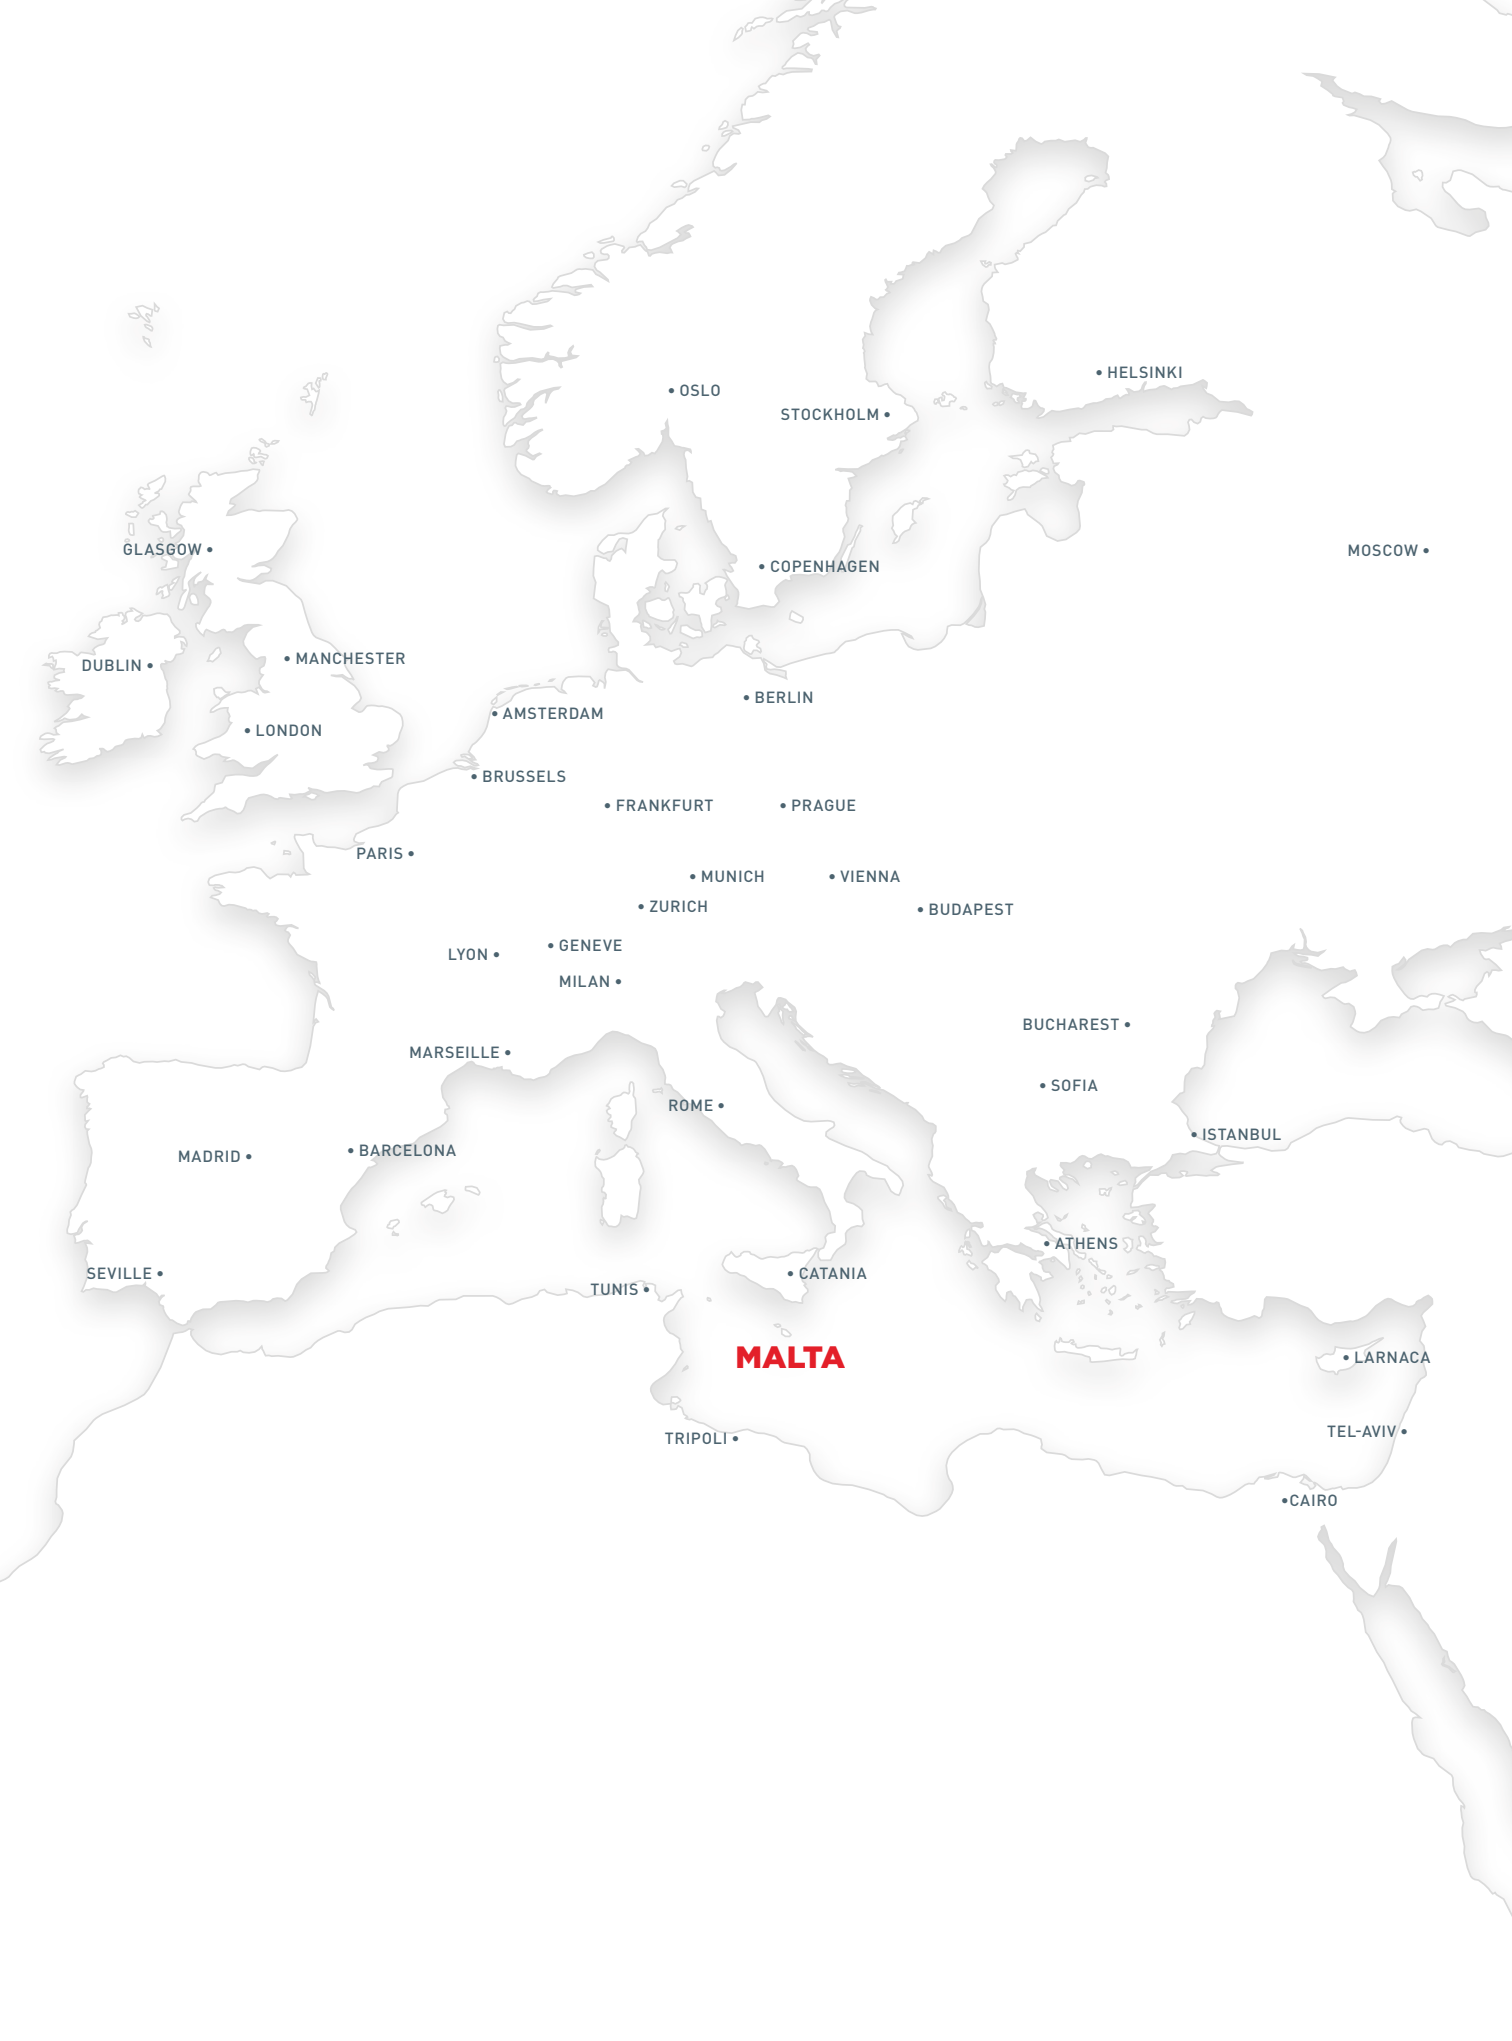 HELSINKI
OSLO
STOCKHOLM
GLASGOW
MOSCOW
COPENHAGEN
MANCHESTER
DUBLIN
BERLIN
AMSTERDAM
LONDON
BRUSSELS
FRANKFURT
PRAGUE
PARIS
MUNICH
VIENNA
ZURICH
BUDAPEST
GENEVE
LYON
MILAN
BUCHAREST
MARSEILLE
SOFIA
ROME
ISTANBUL
BARCELONA
MADRID
ATHENS
SEVILLE
CATANIA
TUNIS
MALTA
LARNACA
TEL-AVIV
TRIPOLI
CAIRO